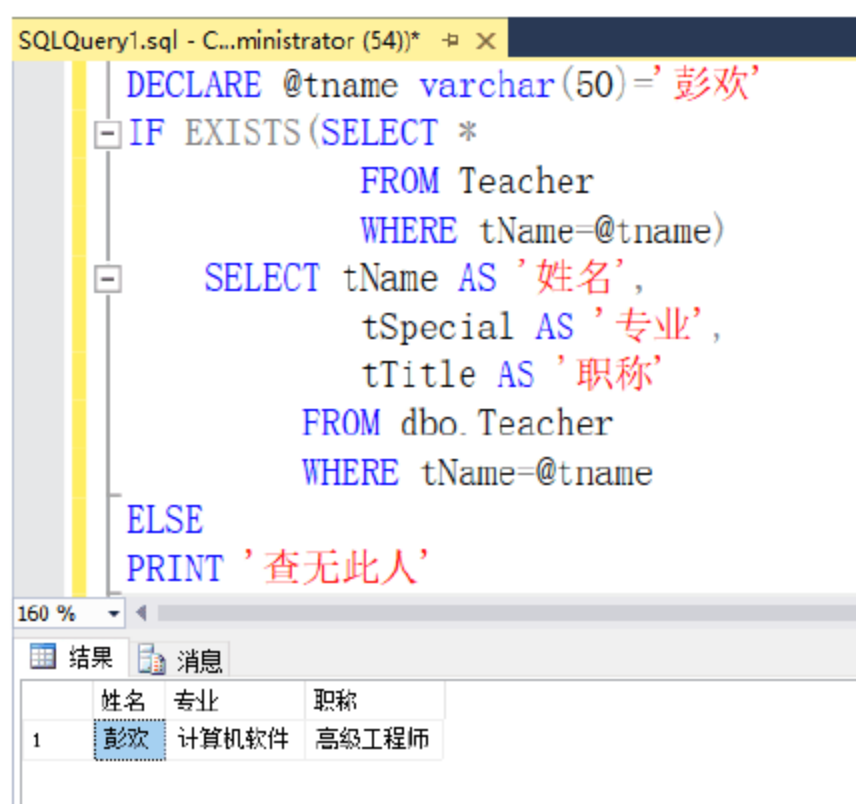 SQLQuery1.sql - C...ministrator (54))*
DECLARE @tname varchar(50)='彭欢'
IF EXISTS(SELECT *
FROM Teacher
WHERE tName=@tname)
SELECT tName AS '姓名',
tSpecial AS '专业',
tTitle AS '职称'
FROM dbo.Teacher
WHERE tName=@tname
ELSE
PRINT '查无此人'
160 %
结果 消息
姓名 专业 职称
1 彭欢 计算机软件 高级工程师